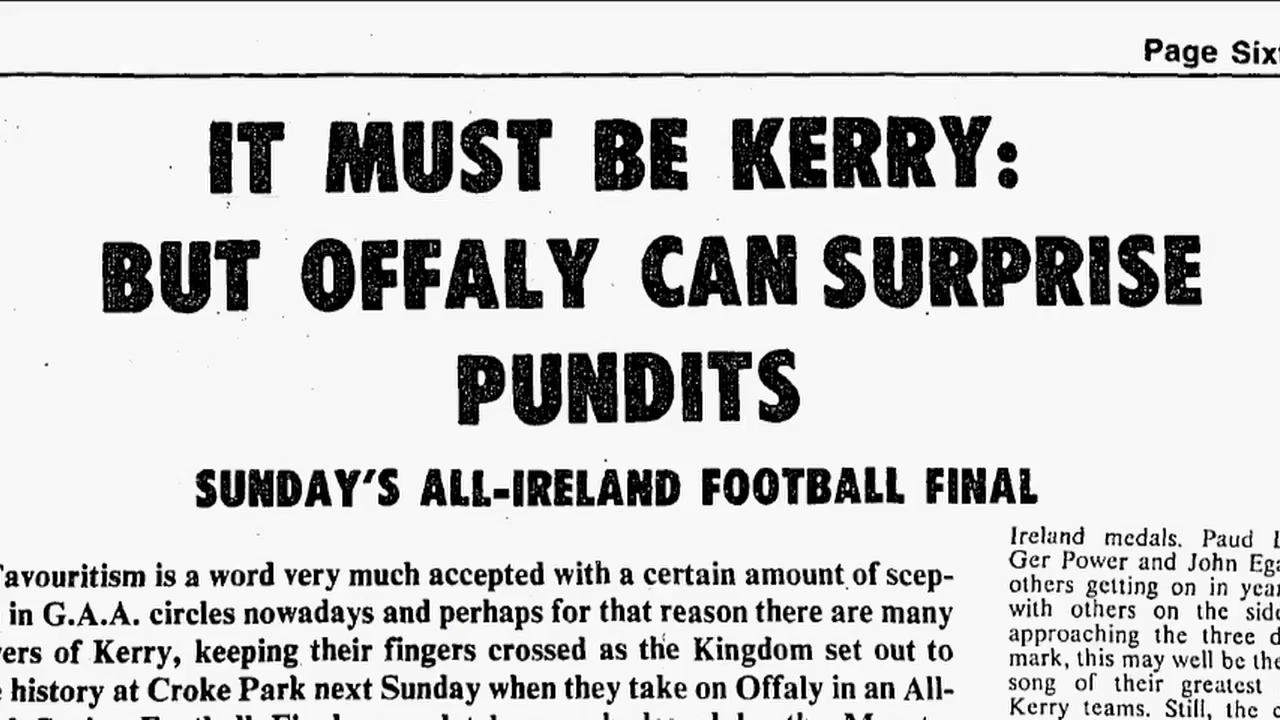 Page
IT MUST BE KERRY:
BUT OFFALY CAN SURPRISE
PUNDITS
SUNDAY'S ALL-IRELAND FOOTBALL FINAL
avouritism is a word very much accepted with a certain amount of scep-
in G.A.A. circles nowadays and perhaps for that reason there are many
ers of Kerry, keeping their fingers crossed as the Kingdom set out to
history at Croke Park next Sunday when they take on Offaly in an All-
Ireland medals. Paud
Ger Power and John Ega
others getting on in year
with others on the side
approaching the three
mark, this may well be the
song of their greatest
Kerry teams. Still, the